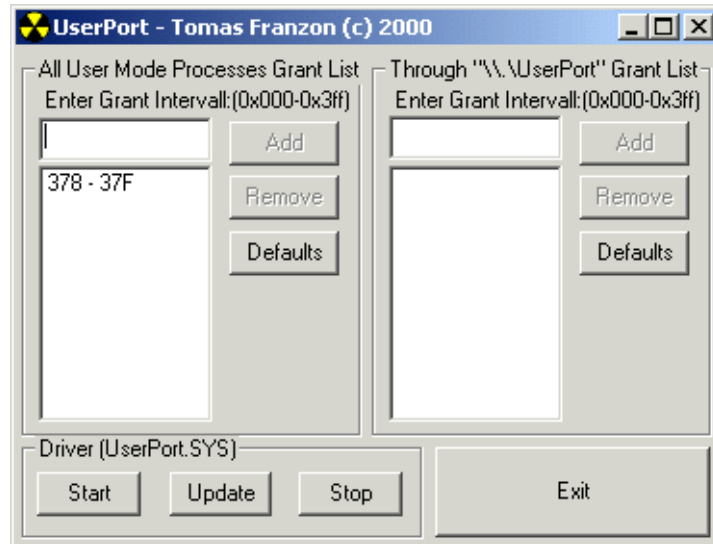 UserPort - Tomas Franzon (c) 2000
All User Mode Processes Grant List
Enter Grant Intervall:(0x000-0x3ff)
Add
378 - 37F
Remove
Defaults
Through "\\.\UserPort" Grant List
Enter Grant Intervall:(0x000-0x3ff)
Add
Remove
Defaults
Driver (UserPort.SYS)
Start
Update
Stop
Exit